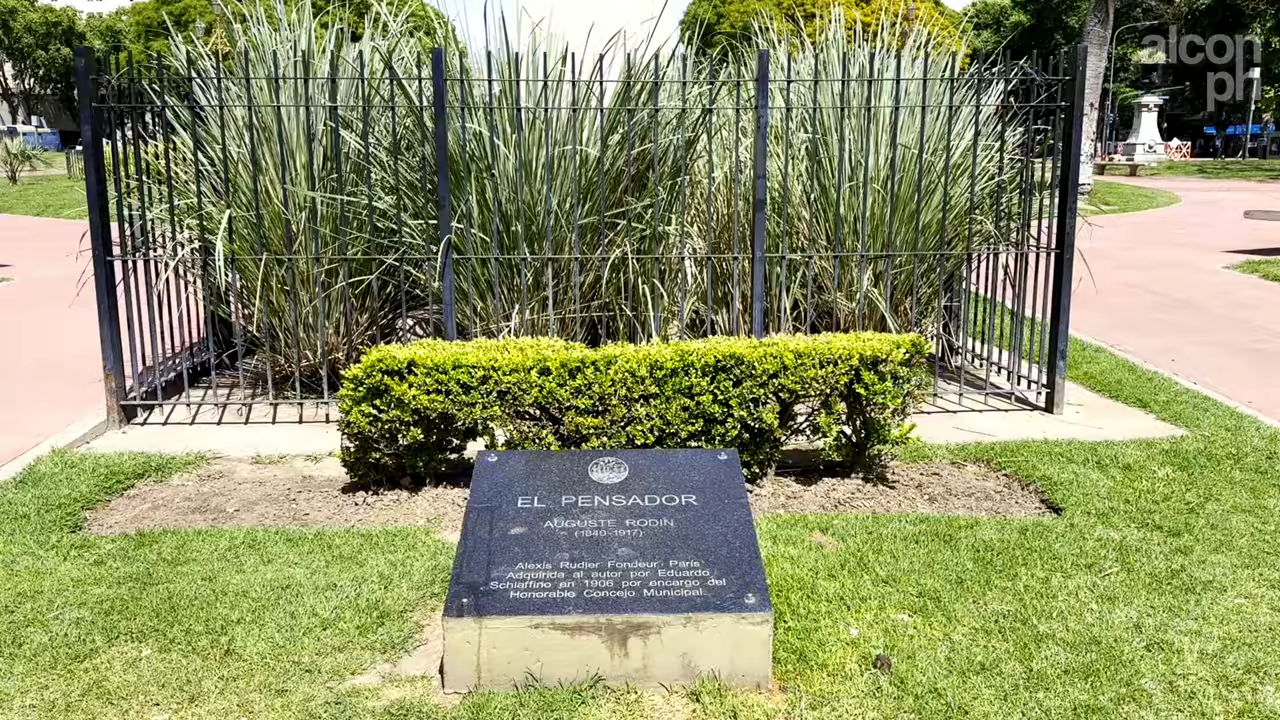 alcon
ph
EL PENSADOR
AUGUSTE RODIN
(1840-1917)
Alexis Rudier Fondeur. París
Adquirida al autor por Eduardo
Schiaffino en 1906 por encargo del
Honorable Concejo Municipal.